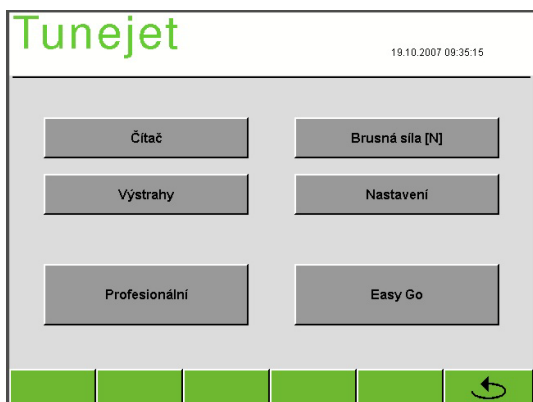 Tunejet
19.10.2007 09:35:15
Čítač
Brusná síla [N]
Výstrahy
Nastavení
Profesionální
Easy Go